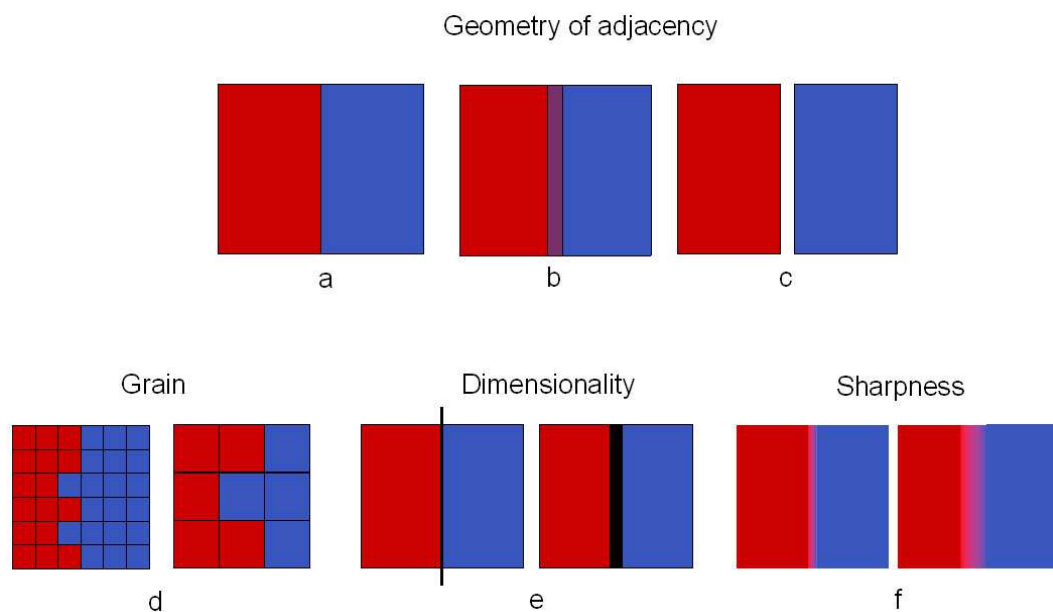 Geometry of adjacency
a
b
c
Grain
Dimensionality
Sharpness
d
e
f